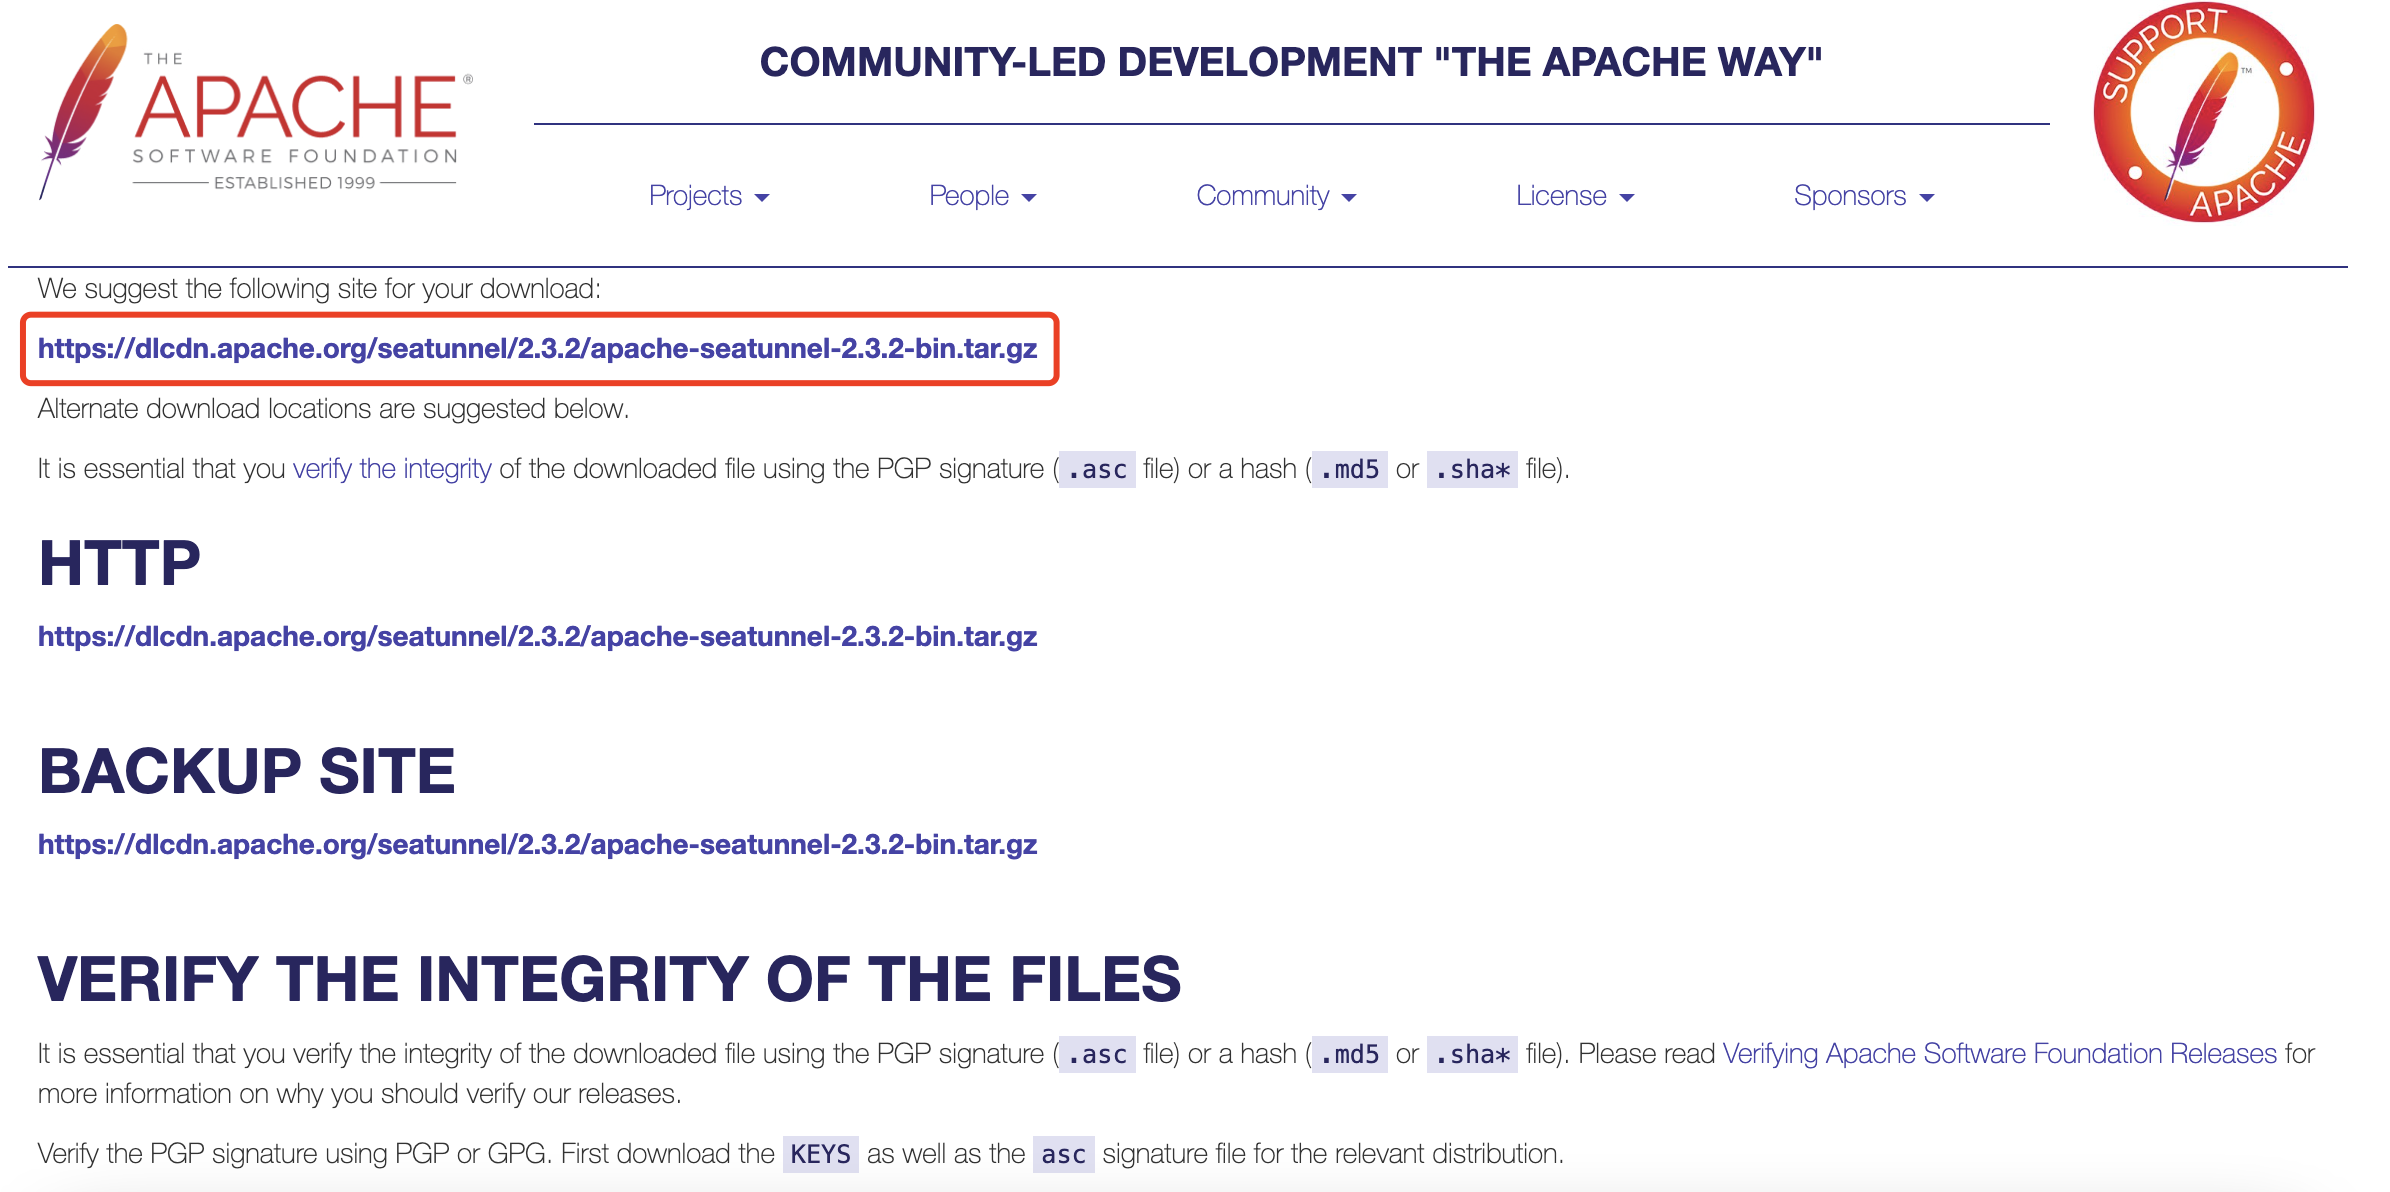 THE
APACHE®
SOFTWARE FOUNDATION
ESTABLISHED 1999
COMMUNITY-LED DEVELOPMENT "THE APACHE WAY"
Projects
People
Community
License
Sponsors
SUPPORT
APACHE
TM
We suggest the following site for your download:
https://dlcdn.apache.org/seatunnel/2.3.2/apache-seatunnel-2.3.2-bin.tar.gz
Alternate download locations are suggested below.
It is essential that you verify the integrity of the downloaded file using the PGP signature ( .asc file) or a hash ( .md5 or .sha* file).
HTTP
https://dlcdn.apache.org/seatunnel/2.3.2/apache-seatunnel-2.3.2-bin.tar.gz
BACKUP SITE
https://dlcdn.apache.org/seatunnel/2.3.2/apache-seatunnel-2.3.2-bin.tar.gz
VERIFY THE INTEGRITY OF THE FILES
It is essential that you verify the integrity of the downloaded file using the PGP signature ( .asc file) or a hash ( .md5 or .sha* file). Please read Verifying Apache Software Foundation Releases for
more information on why you should verify our releases.
Verify the PGP signature using PGP or GPG. First download the KEYS as well as the asc signature file for the relevant distribution.